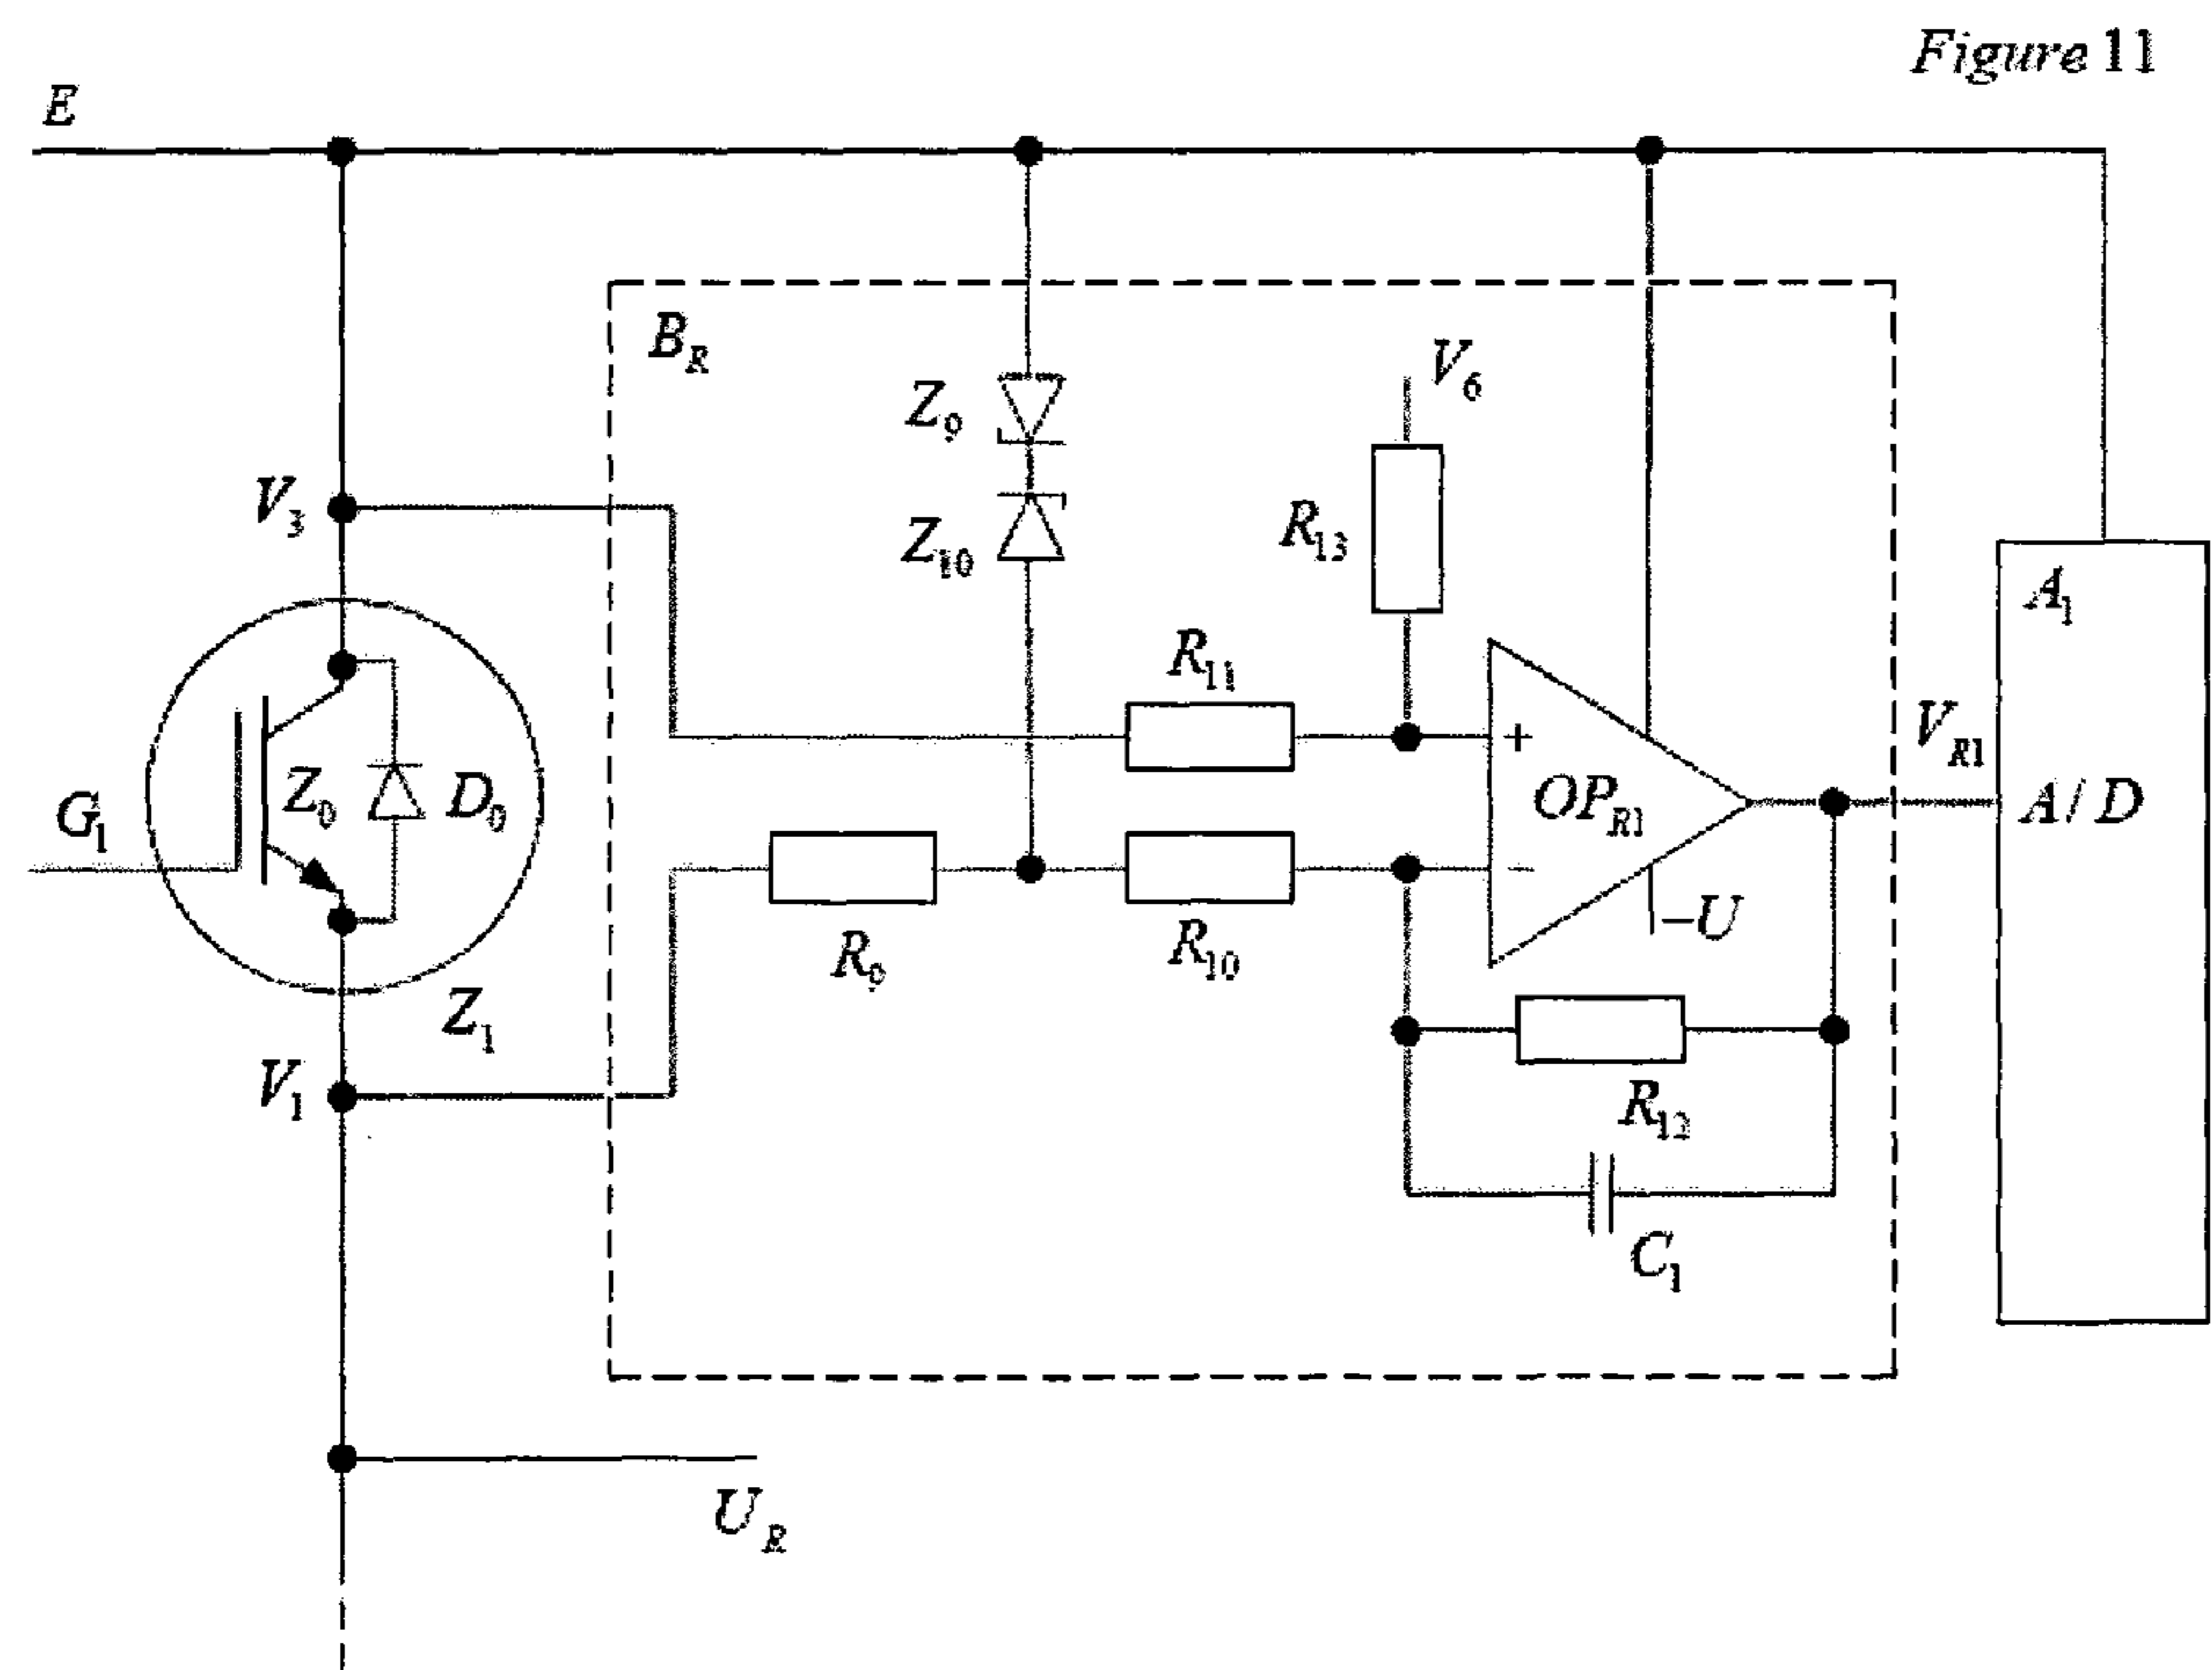 Figure 11
E
B_R
V_6
Z_9
V_3
R_13
Z_10
A_1
R_11
+
V_R1
Z_0
D_0
OP_R1
A/D
G_1
−
−U
R_9
R_10
Z_1
V_1
R_12
C_1
U_R